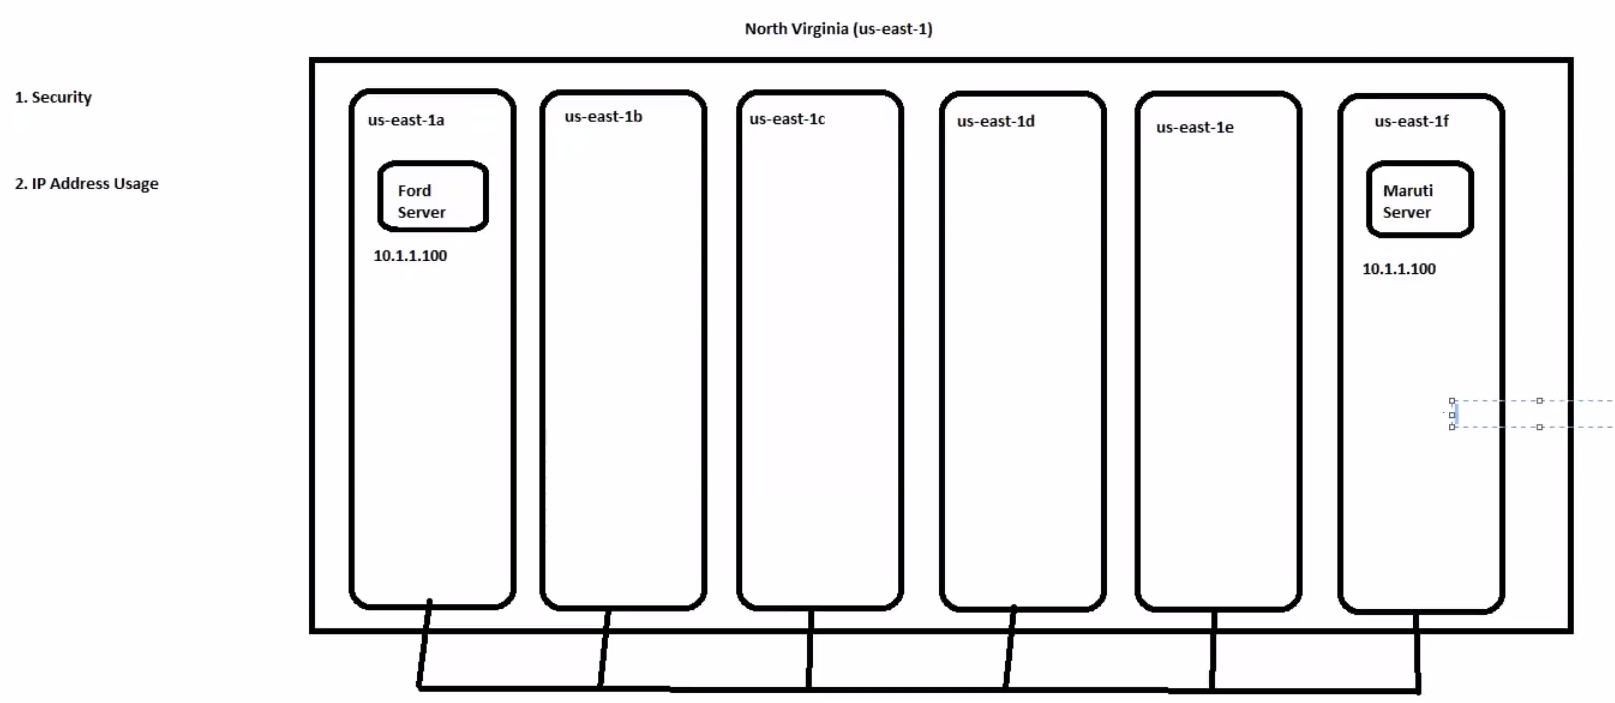 North Virginia (us-east-1)
1. Security
2. IP Address Usage
us-east-1a
Ford
Server
10.1.1.100
us-east-1b
us-east-1c
us-east-1d
us-east-1e
us-east-1f
Maruti
Server
10.1.1.100